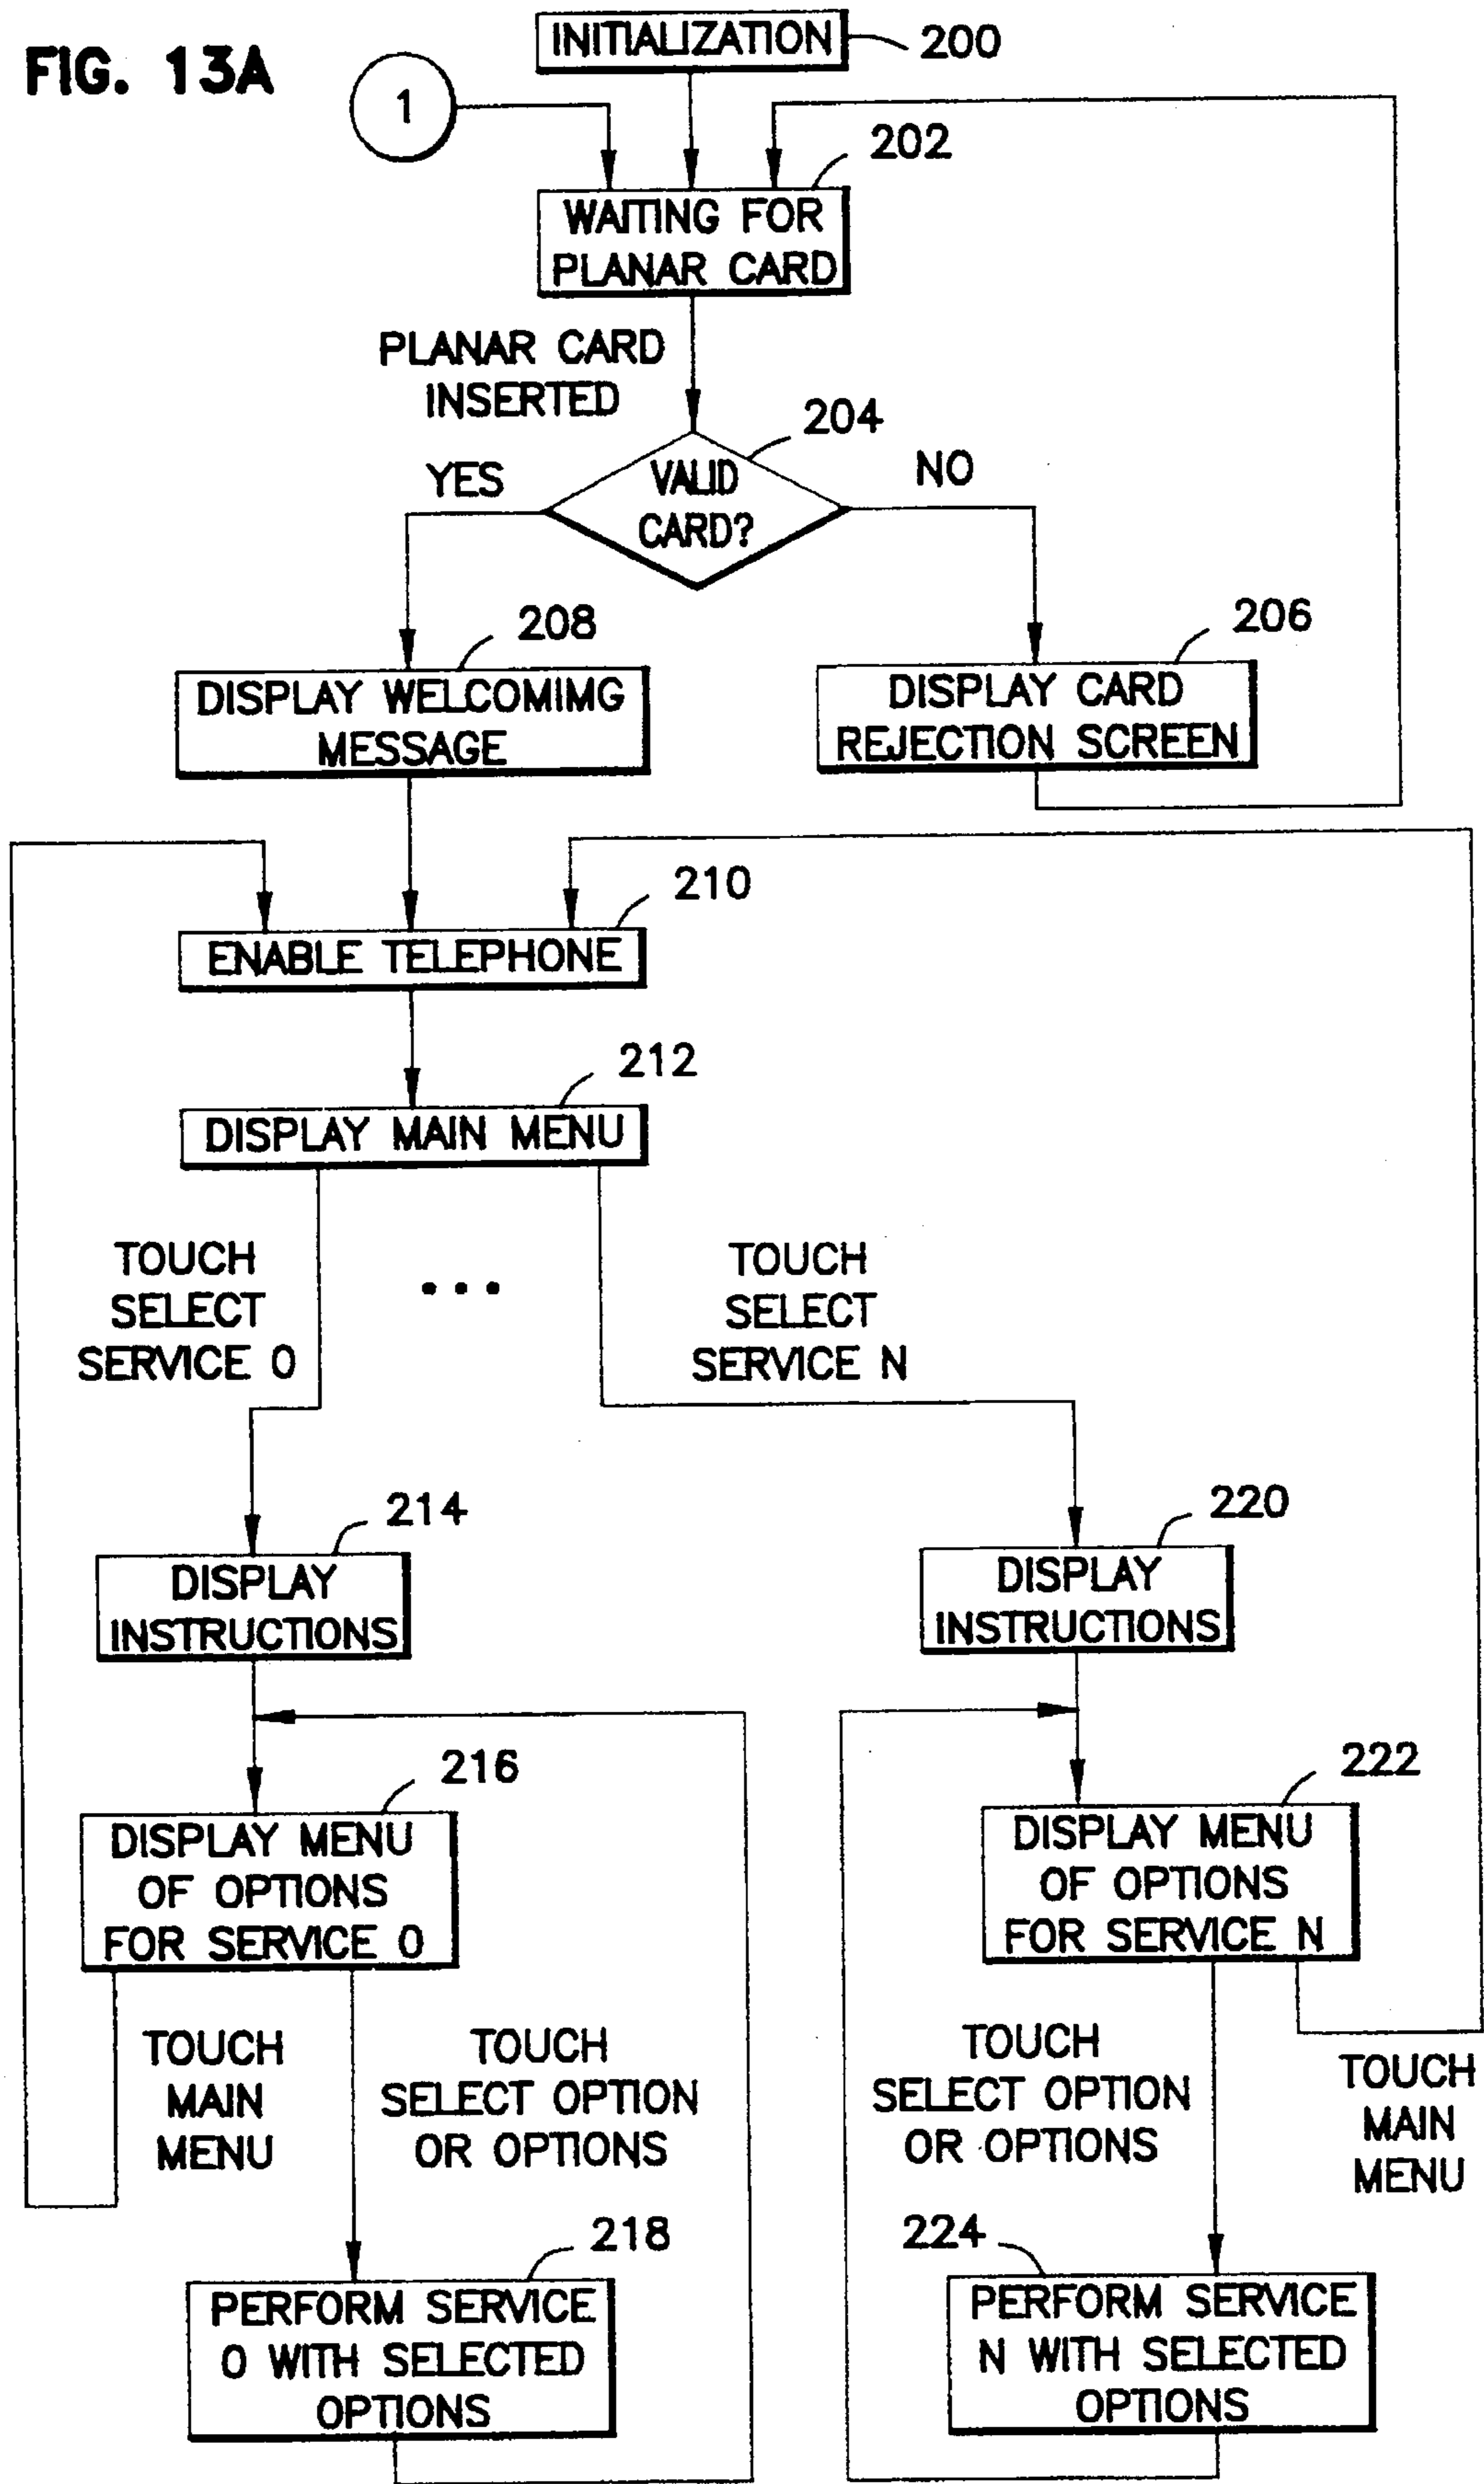 FIG. 13A
INITIALIZATION
200
1
202
WAITING FOR
PLANAR CARD
PLANAR CARD
INSERTED
204
YES
VALID
CARD?
NO
208
DISPLAY WELCOMIMG
MESSAGE
206
DISPLAY CARD
REJECTION SCREEN
210
ENABLE TELEPHONE
212
DISPLAY MAIN MENU
TOUCH
SELECT
SERVICE 0
• • •
TOUCH
SELECT
SERVICE N
214
DISPLAY
INSTRUCTIONS
220
DISPLAY
INSTRUCTIONS
216
DISPLAY MENU
OF OPTIONS
FOR SERVICE 0
222
DISPLAY MENU
OF OPTIONS
FOR SERVICE N
TOUCH
MAIN
MENU
TOUCH
SELECT OPTION
OR OPTIONS
TOUCH
SELECT OPTION
OR OPTIONS
TOUCH
MAIN
MENU
218
PERFORM SERVICE
0 WITH SELECTED
OPTIONS
224
PERFORM SERVICE
N WITH SELECTED
OPTIONS